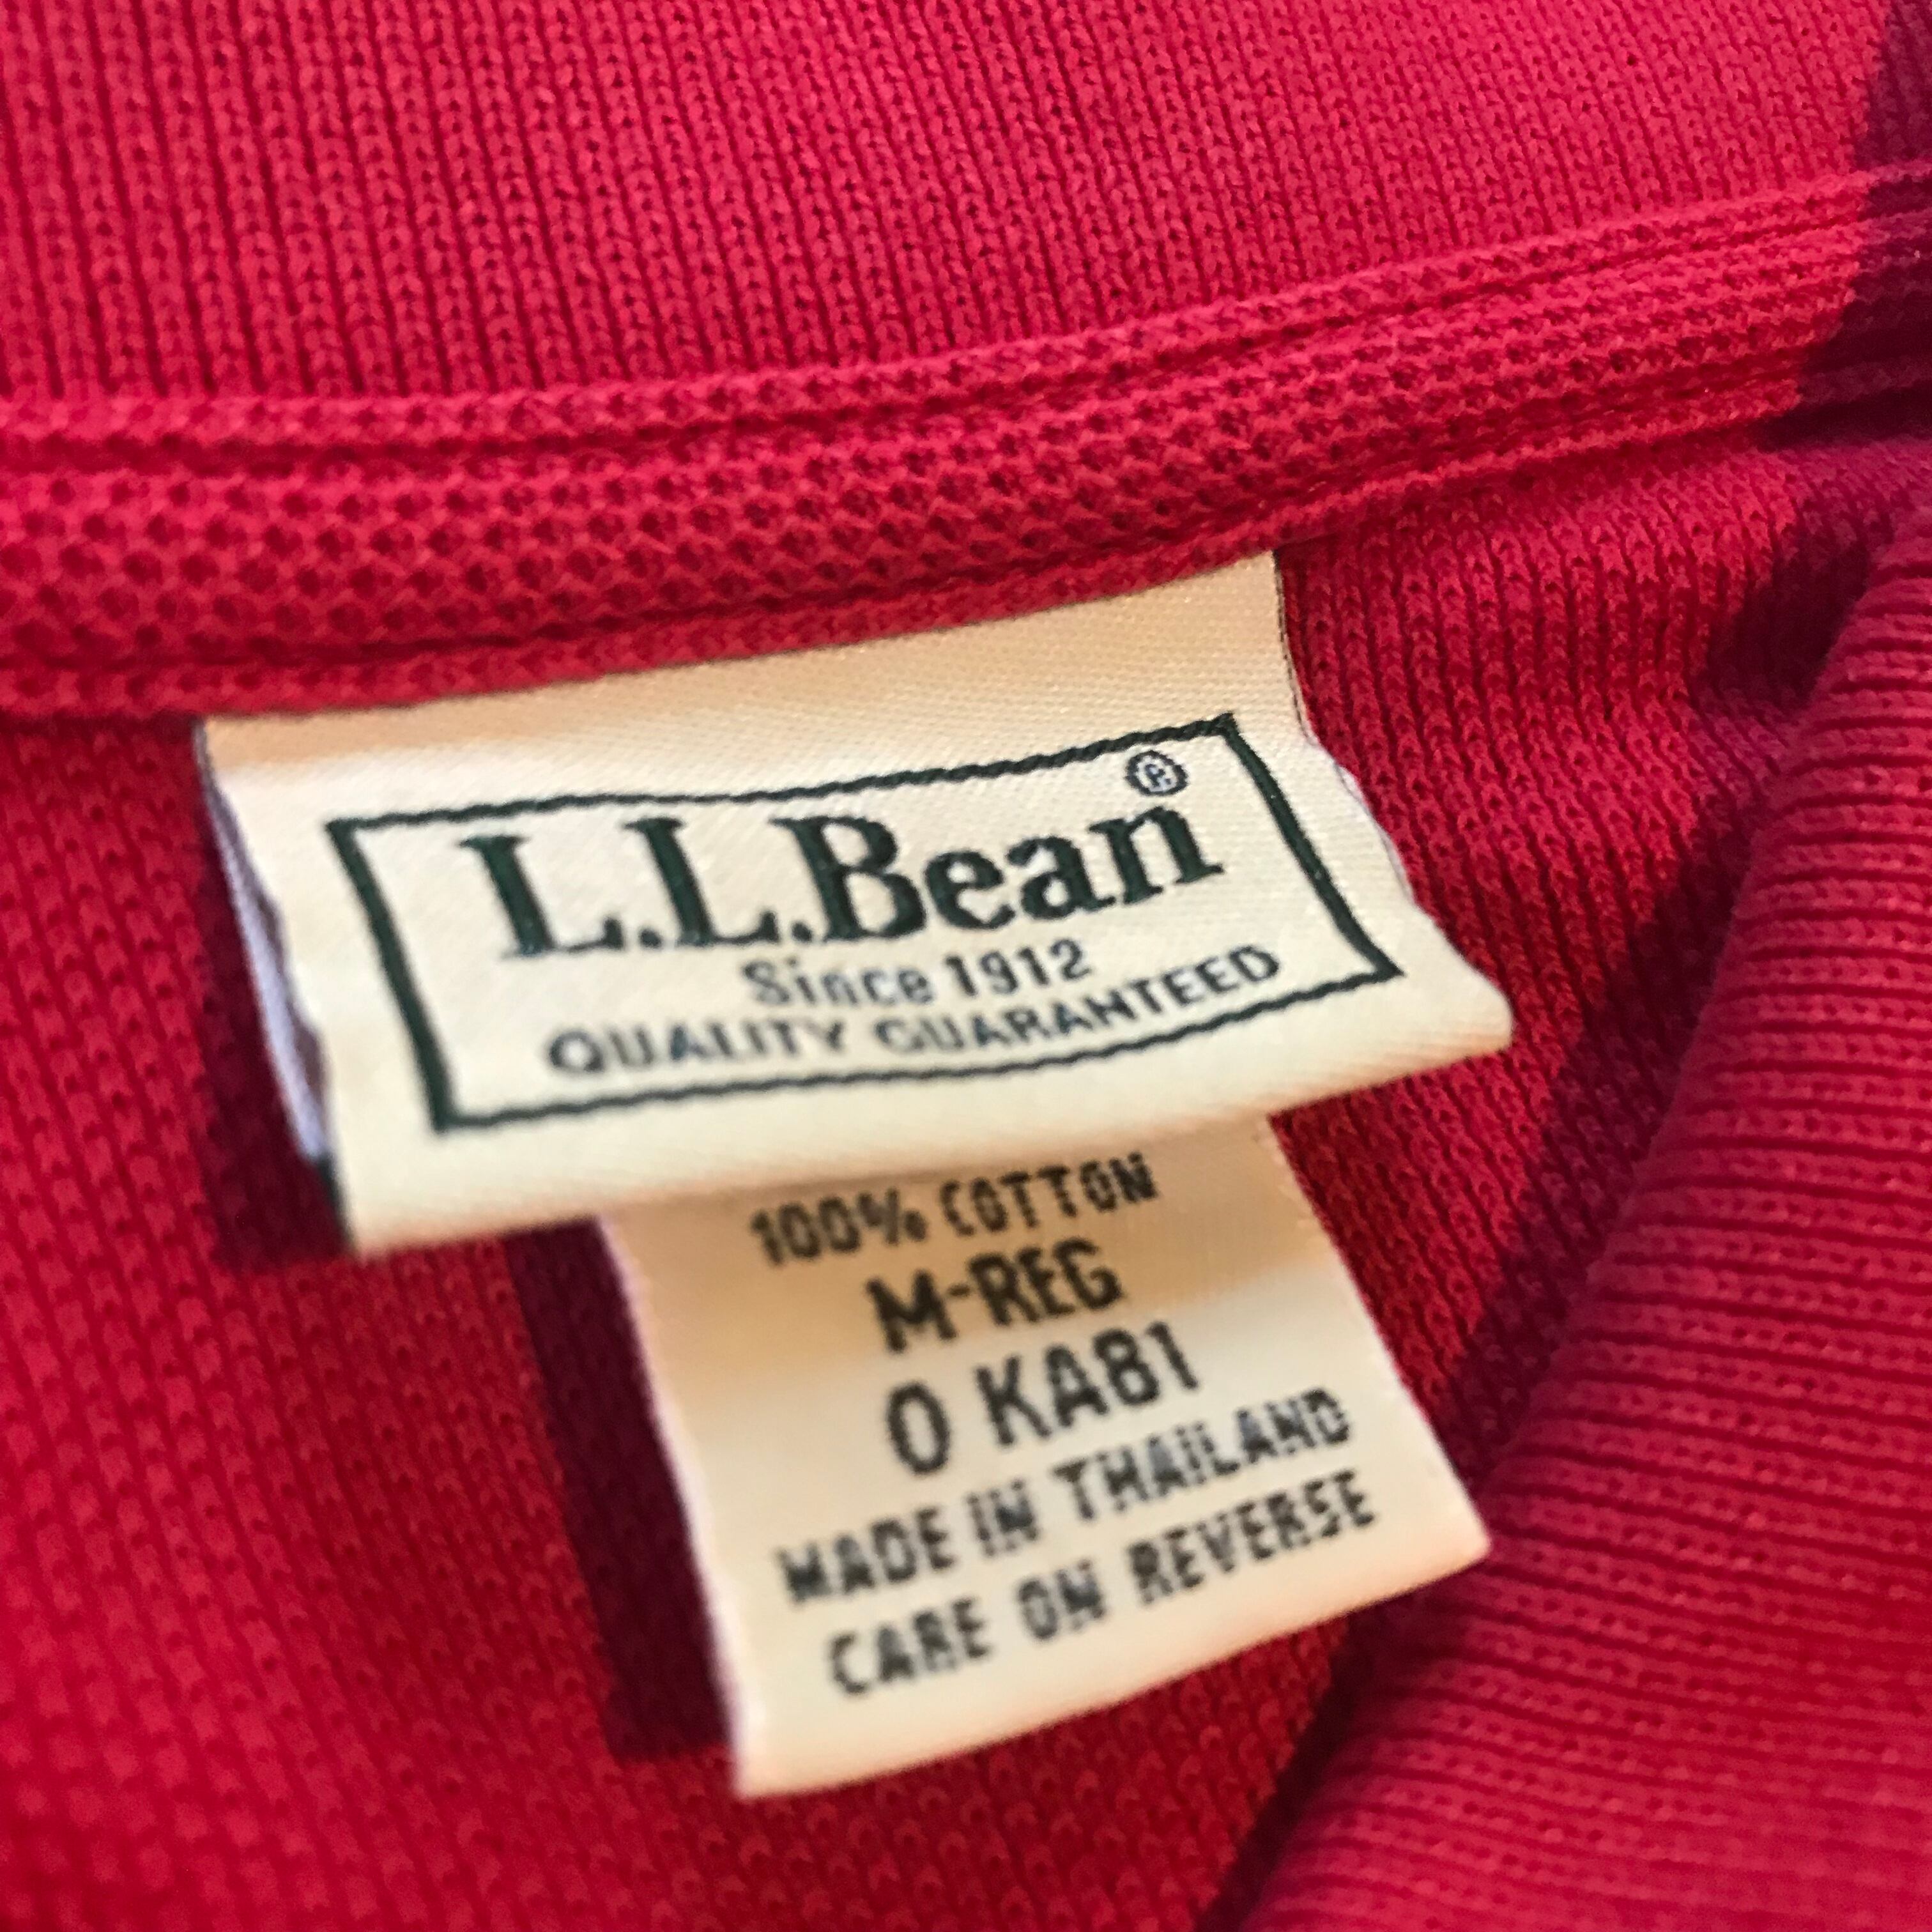 L.L.Bean®
Since 1912
QUALITY GUARANTEED
100% COTTON
M-REG
0 KA81
MADE IN THAILAND
CARE ON REVERSE